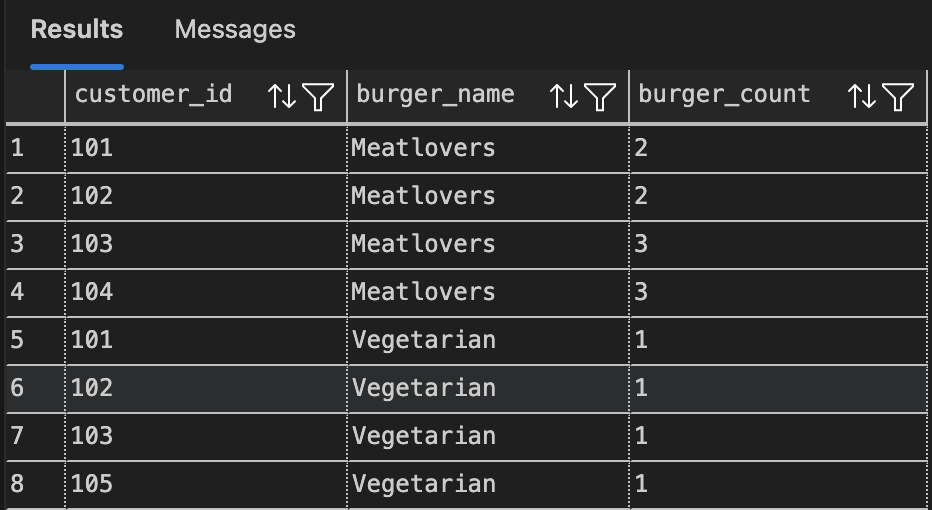 Results Messages
customer_id burger_name burger_count
1 101 Meatlovers 2
2 102 Meatlovers 2
3 103 Meatlovers 3
4 104 Meatlovers 3
5 101 Vegetarian 1
6 102 Vegetarian 1
7 103 Vegetarian 1
8 105 Vegetarian 1